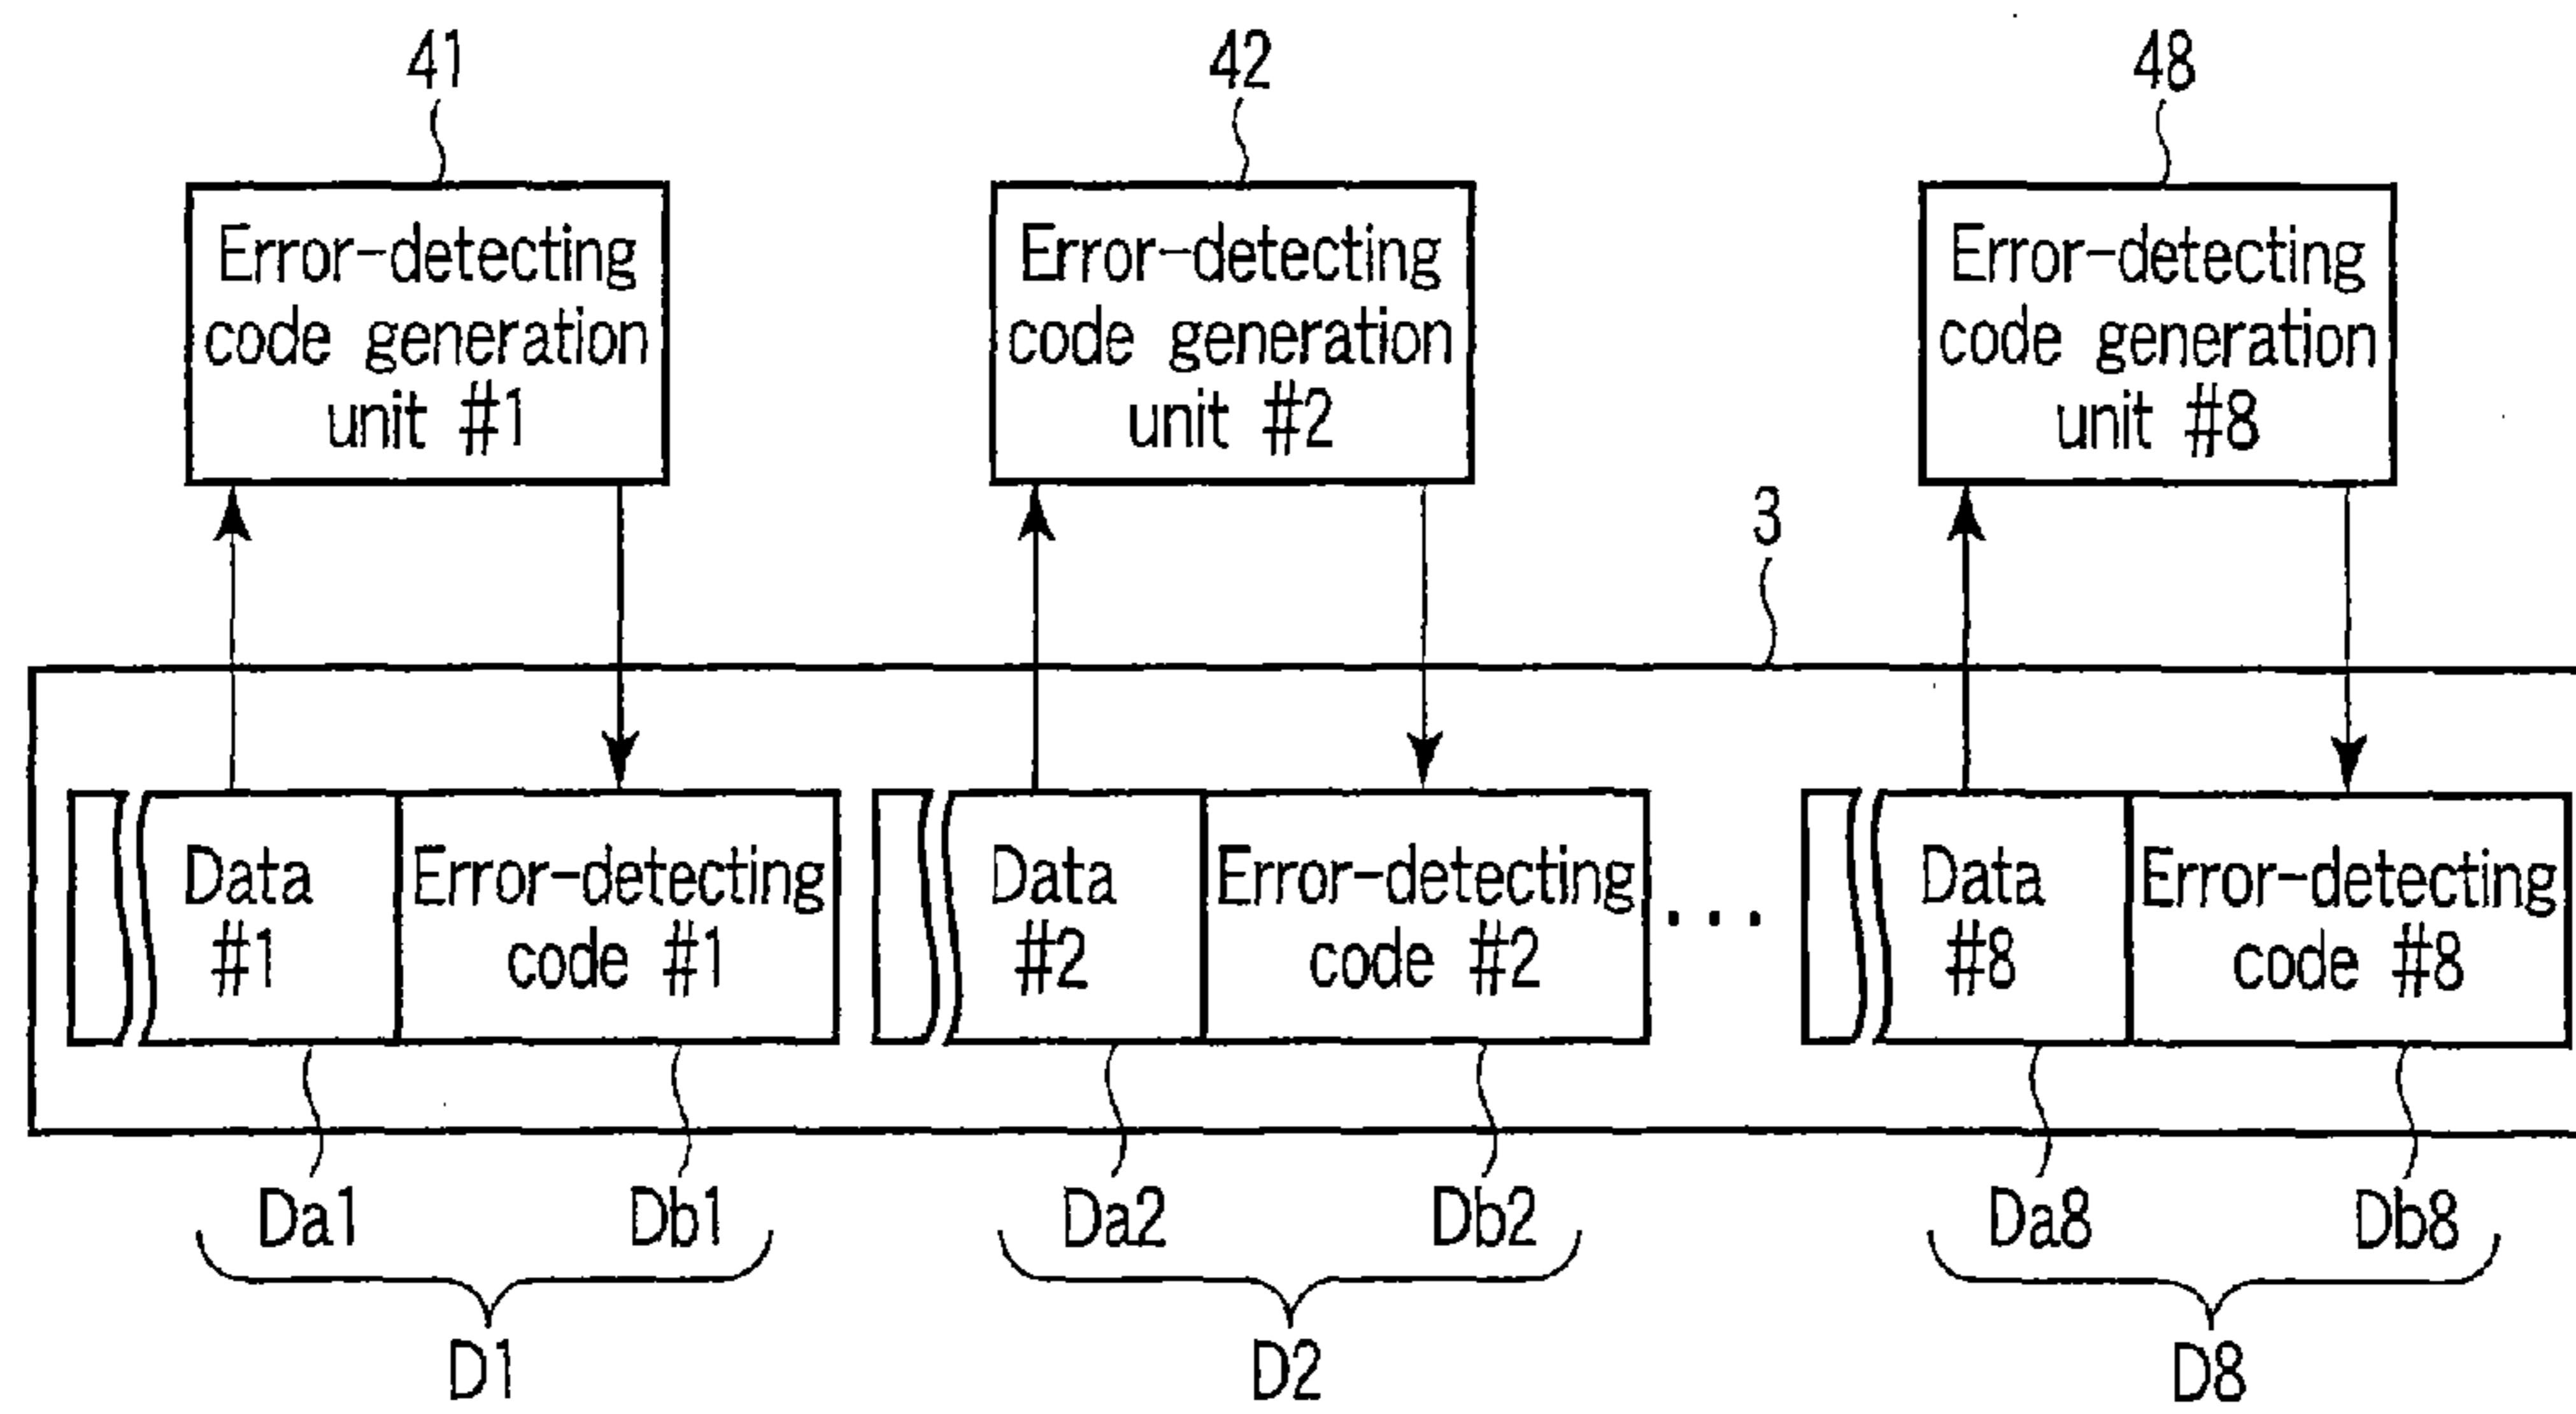 41
42
48
Error-detecting
code generation
unit #1
Error-detecting
code generation
unit #2
Error-detecting
code generation
unit #8
3
Data
#1
Error-detecting
code #1
Data
#2
Error-detecting
code #2
...
Data
#8
Error-detecting
code #8
Da1
Db1
Da2
Db2
Da8
Db8
D1
D2
D8